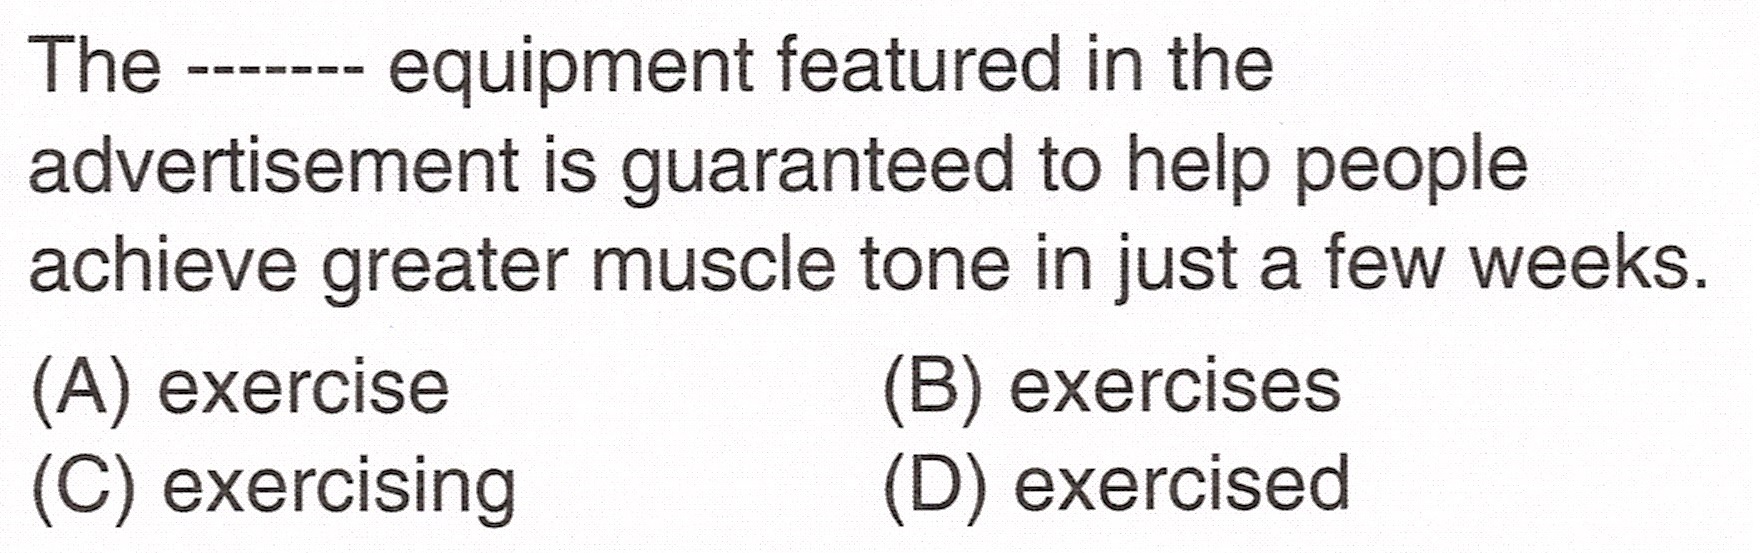 The ------- equipment featured in the
advertisement is guaranteed to help people
achieve greater muscle tone in just a few weeks.
(A) exercise (B) exercises
(C) exercising (D) exercised